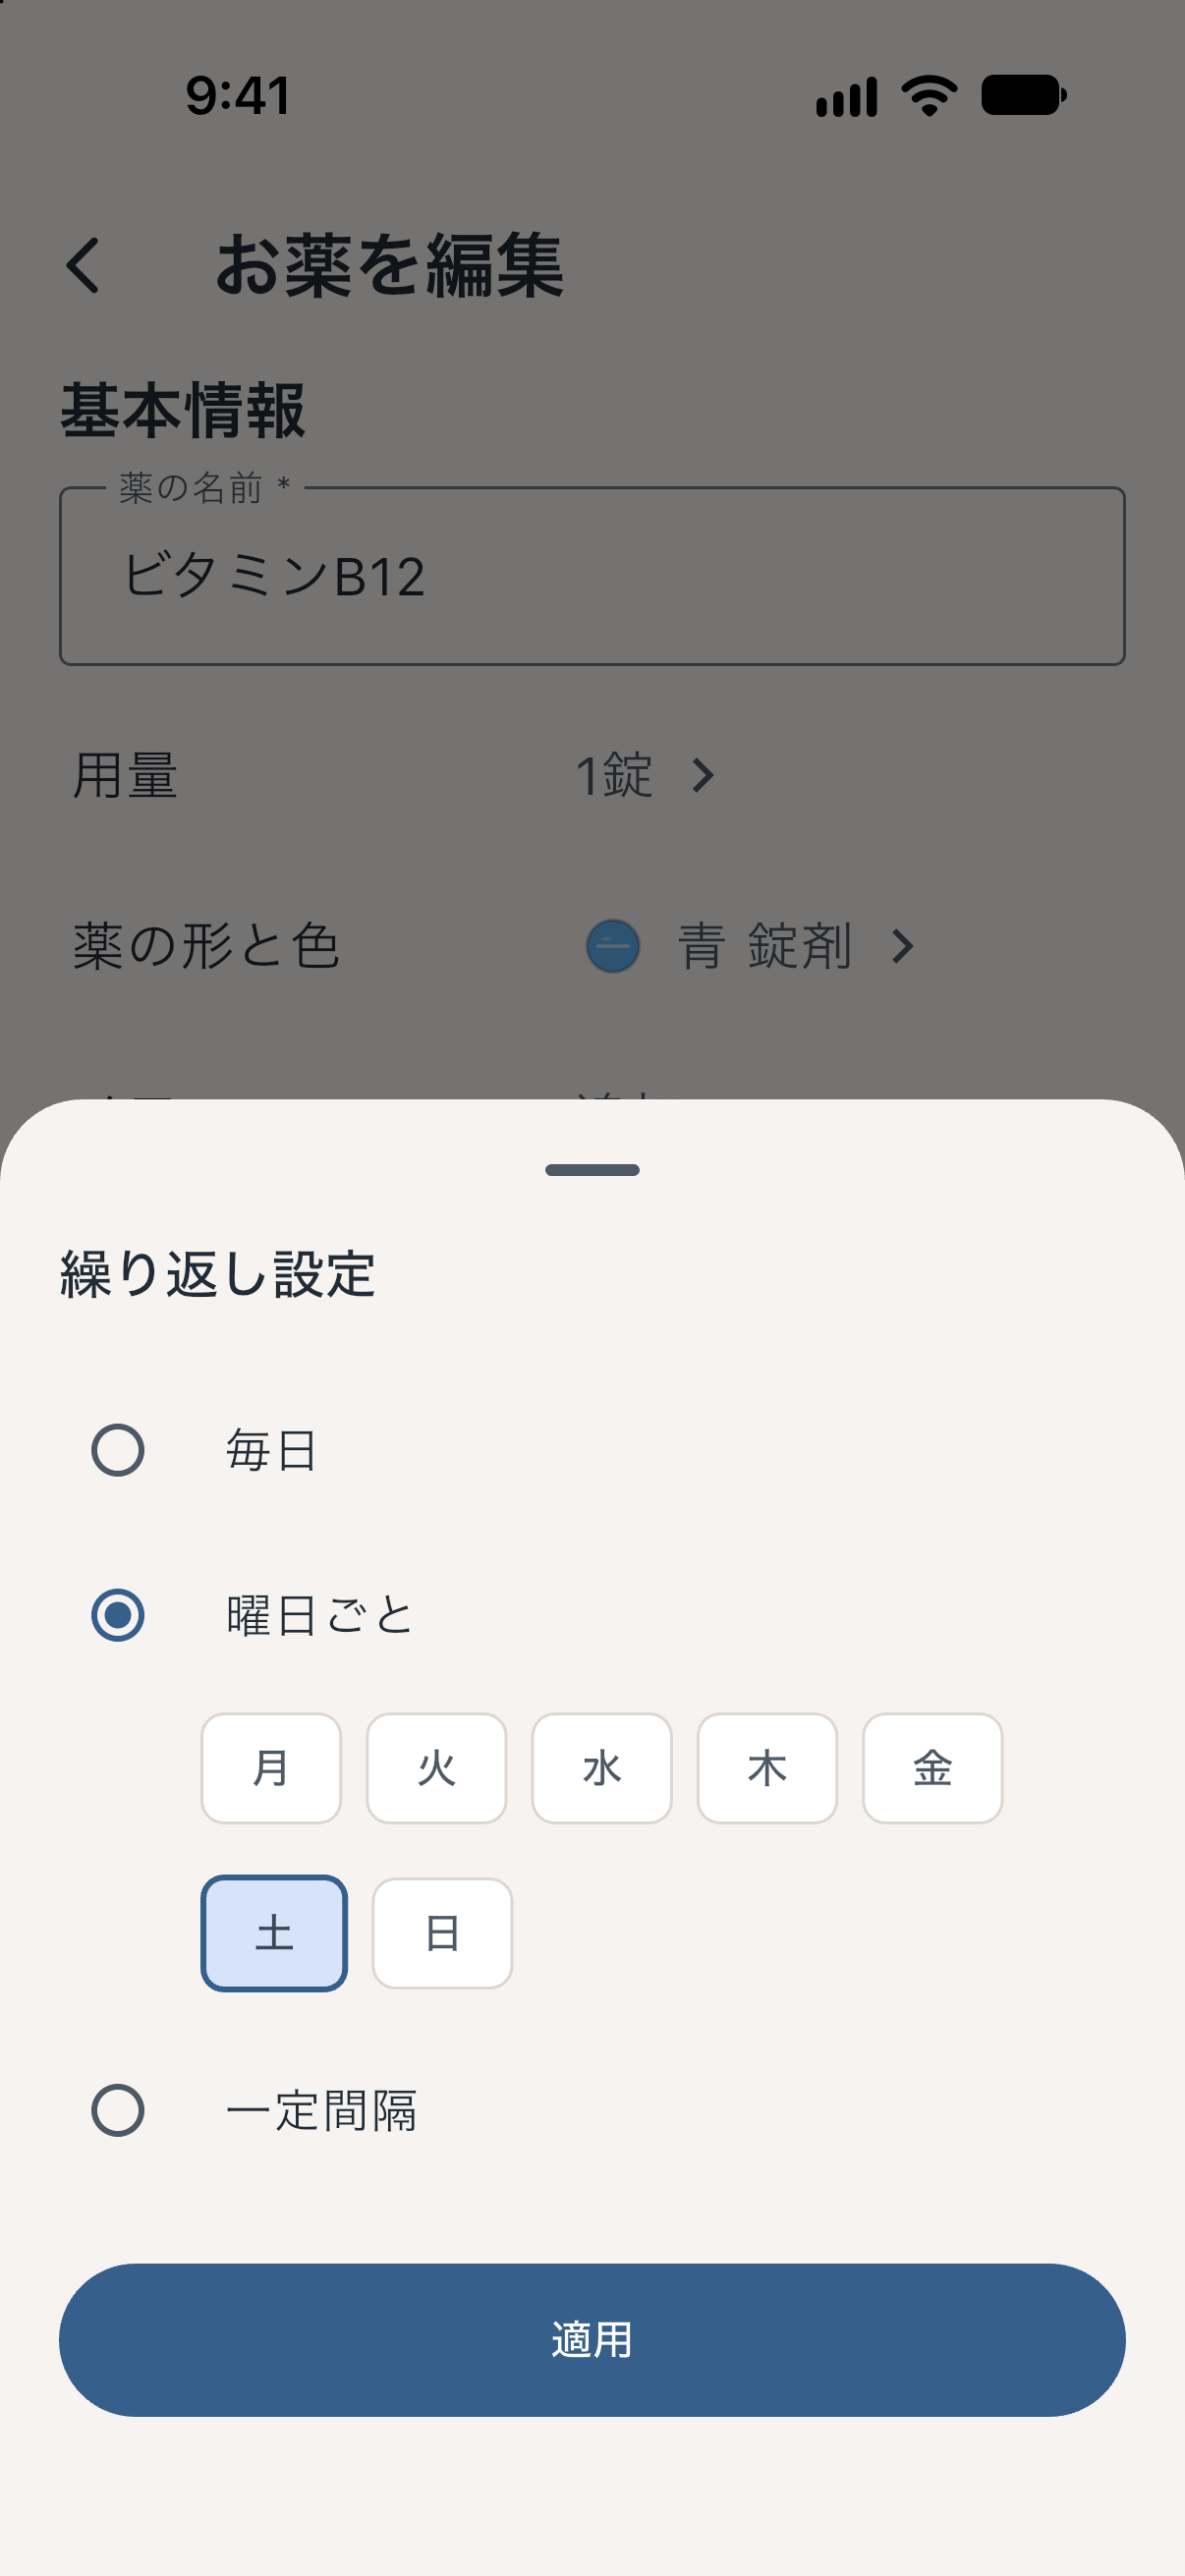 9:41
お薬を編集
基本情報
薬の名前 *
ビタミンB12
用量 1錠
薬の形と色 青 錠剤
繰り返し設定
毎日
曜日ごと
月 火 水 木 金
土 日
一定間隔
適用